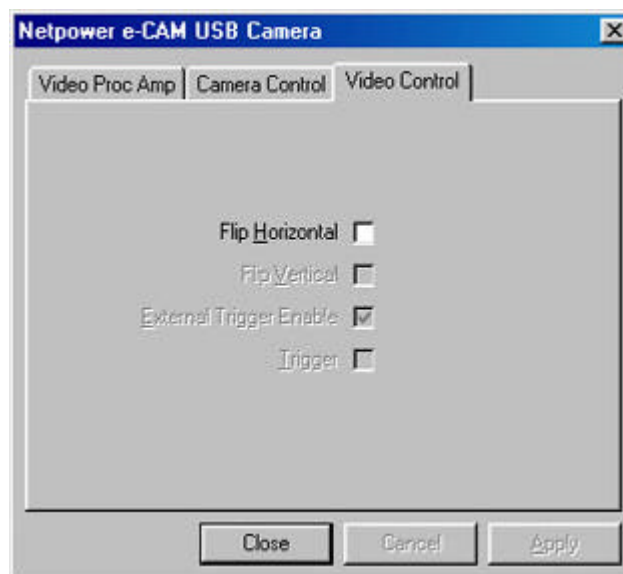 Netpower e-CAM USB Camera
Video Proc Amp Camera Control Video Control
Flip Horizontal
Flip Vertical
External Trigger Enable
Trigger
Close Cancel Apply